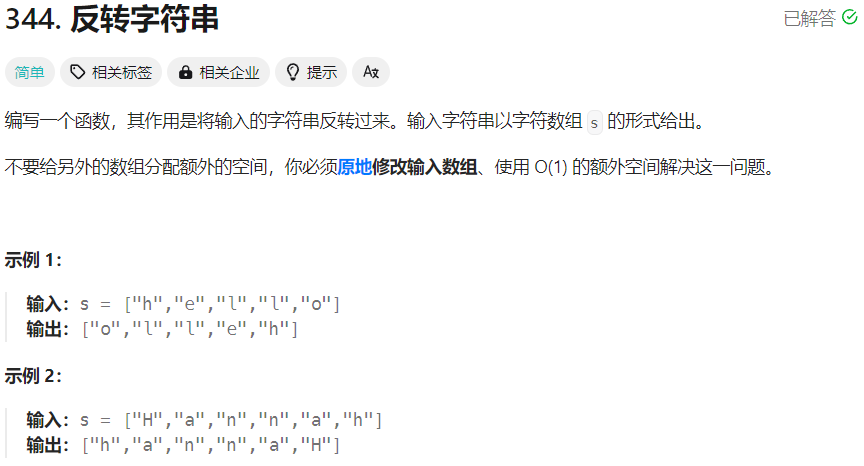 344. 反转字符串
已解答
简单 相关标签 相关企业 提示 Aあ
编写一个函数，其作用是将输入的字符串反转过来。输入字符串以字符数组 s 的形式给出。
不要给另外的数组分配额外的空间，你必须原地修改输入数组、使用 O(1) 的额外空间解决这一问题。
示例 1：
输入：s = ["h","e","l","l","o"]
输出：["o","l","l","e","h"]
示例 2：
输入：s = ["H","a","n","n","a","h"]
输出：["h","a","n","n","a","H"]